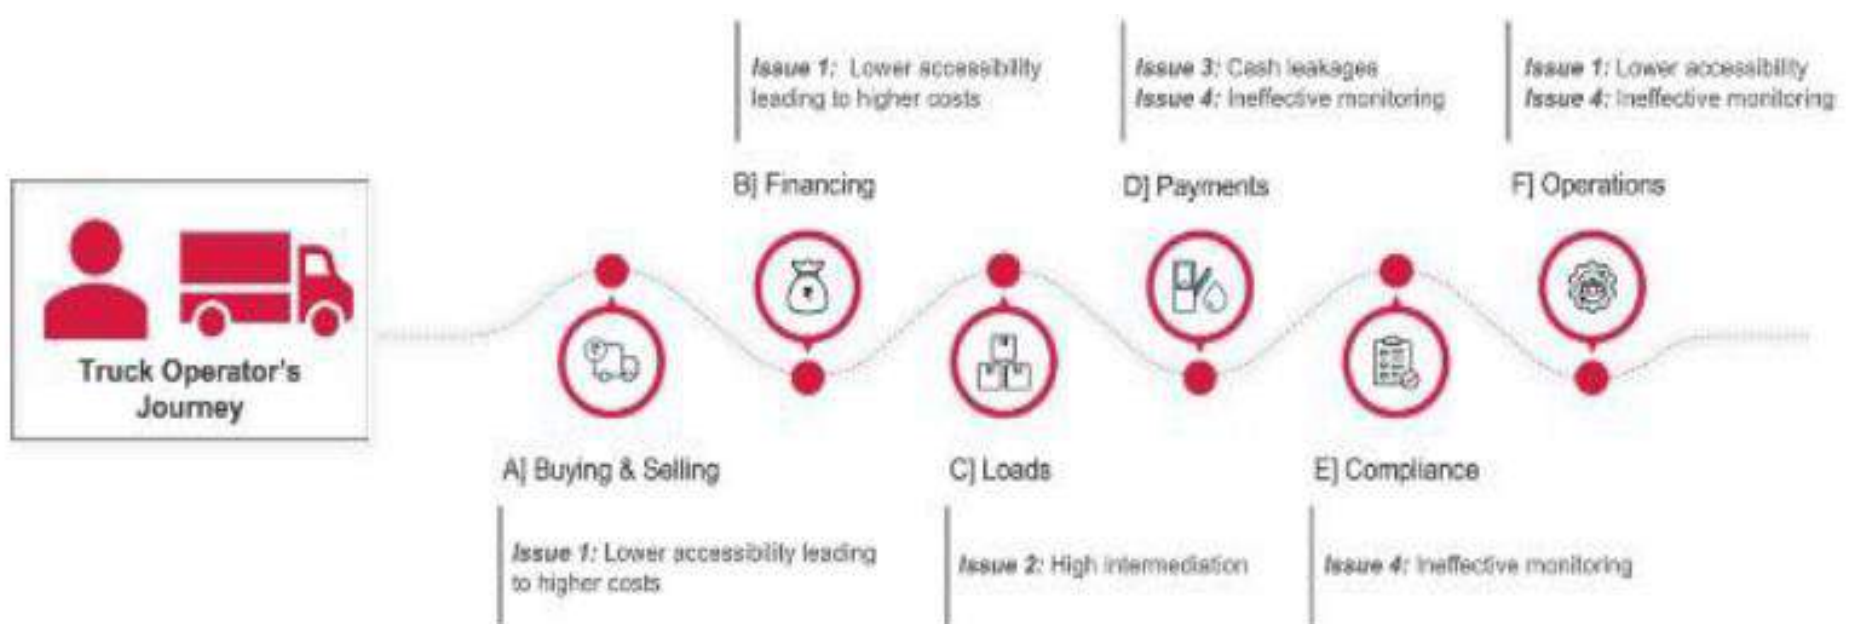 Truck Operator's
Journey
A] Buying & Selling
Issue 1: Lower accessibility leading
to higher costs
B] Financing
Issue 1: Lower accessibility
leading to higher costs
C] Loads
Issue 2: High intermediation
D] Payments
Issue 3: Cash leakages
Issue 4: Ineffective monitoring
E] Compliance
Issue 4: Ineffective monitoring
F] Operations
Issue 1: Lower accessibility
Issue 4: Ineffective monitoring